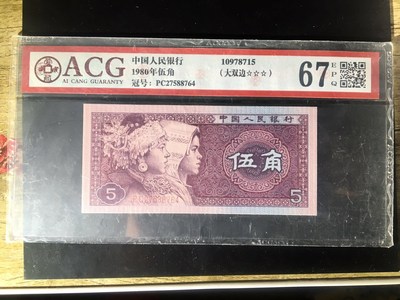 ACG
AI CANG GUARANTY
中国人民银行
1980年伍角
冠号: PC27588764
10978715
(大双边☆☆☆)
67 EPQ
中国人民银行
伍角
5
5